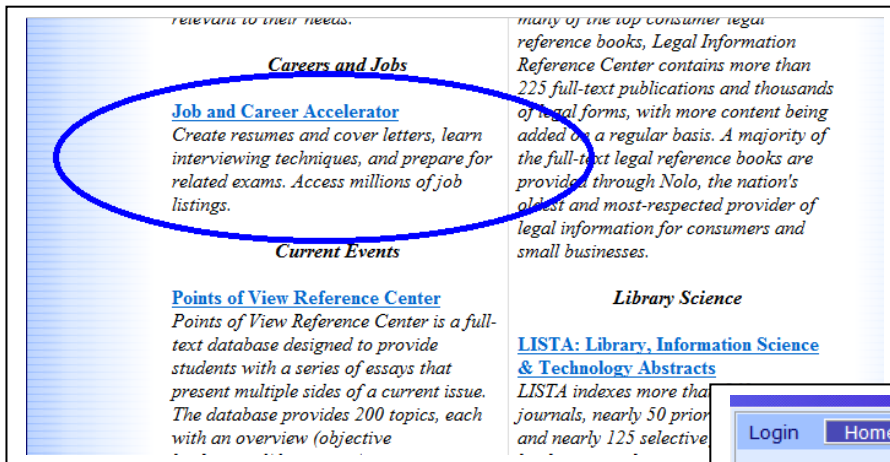 relevant to their needs.
Careers and Jobs
Job and Career Accelerator
Create resumes and cover letters, learn
interviewing techniques, and prepare for
related exams. Access millions of job
listings.
Current Events
Points of View Reference Center
Points of View Reference Center is a full-
text database designed to provide
students with a series of essays that
present multiple sides of a current issue.
The database provides 200 topics, each
with an overview (objective
many of the top consumer legal
reference books, Legal Information
Reference Center contains more than
225 full-text publications and thousands
of legal forms, with more content being
added on a regular basis. A majority of
the full-text legal reference books are
provided through Nolo, the nation's
oldest and most-respected provider of
legal information for consumers and
small businesses.
Library Science
LISTA: Library, Information Science
& Technology Abstracts
LISTA indexes more
journals, nearly 50
and nearly 125 selective
Login Home